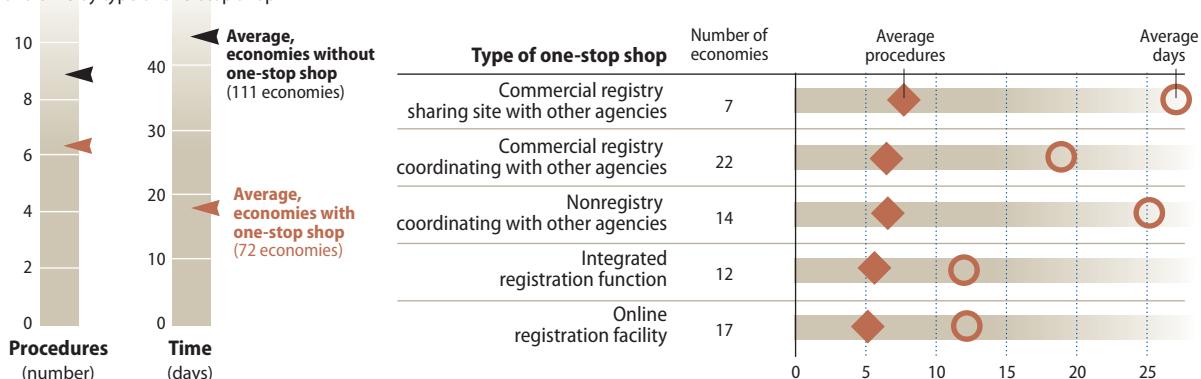 10
8
6
4
2
0
Procedures
(number)
40
30
20
10
0
Time
(days)
Average,
economies without
one-stop shop
(111 economies)
Average,
economies with
one-stop shop
(72 economies)
Type of one-stop shop
Number of
economies
Average
procedures
Average
days
Commercial registry
sharing site with other agencies
7
Commercial registry
coordinating with other agencies
22
Nonregistry
coordinating with other agencies
14
Integrated
registration function
12
Online
registration facility
17
0 5 10 15 20 25